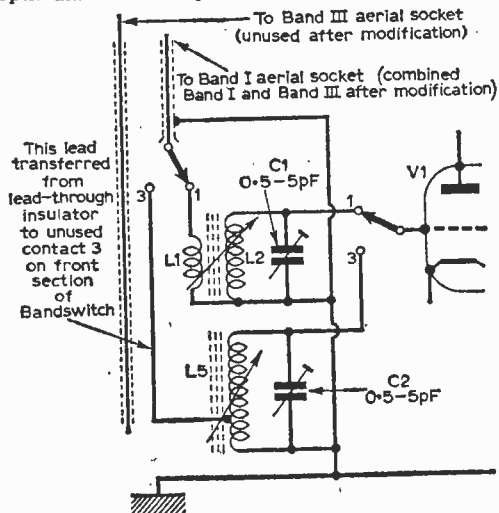 To Band III aerial socket
(unused after modification)
To Band I aerial socket (combined
Band I and Band III after modification)
This lead
transferred
from
lead-through
insulator
to unused
contact 3
on front
section
of
Bandswitch
C1
0·5-5pF
V1
3
1
1
L1
L2
3
L5
C2
0·5-5pF